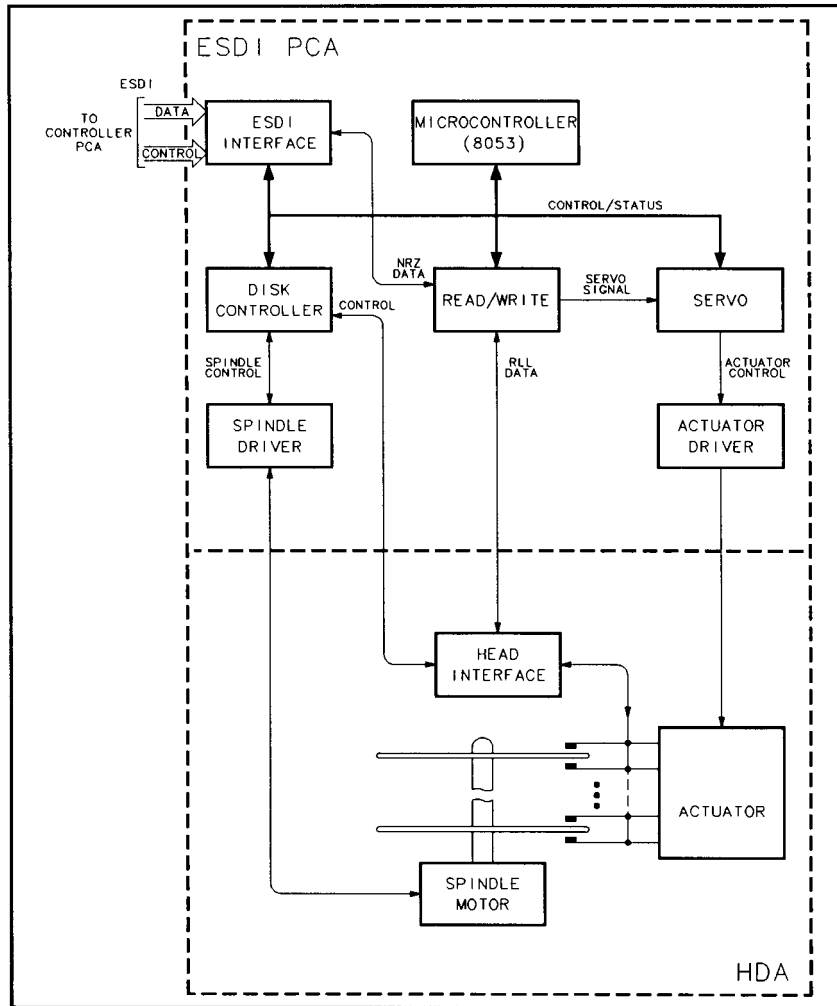 ESDI PCA
ESDI
DATA
TO
CONTROLLER
PCA
CONTROL
ESDI
INTERFACE
MICROCONTROLLER
(8053)
CONTROL/STATUS
NRZ
DATA
DISK
CONTROLLER
CONTROL
READ/WRITE
SERVO
SIGNAL
SERVO
SPINDLE
CONTROL
RLL
DATA
ACTUATOR
CONTROL
SPINDLE
DRIVER
ACTUATOR
DRIVER
HEAD
INTERFACE
ACTUATOR
SPINDLE
MOTOR
HDA